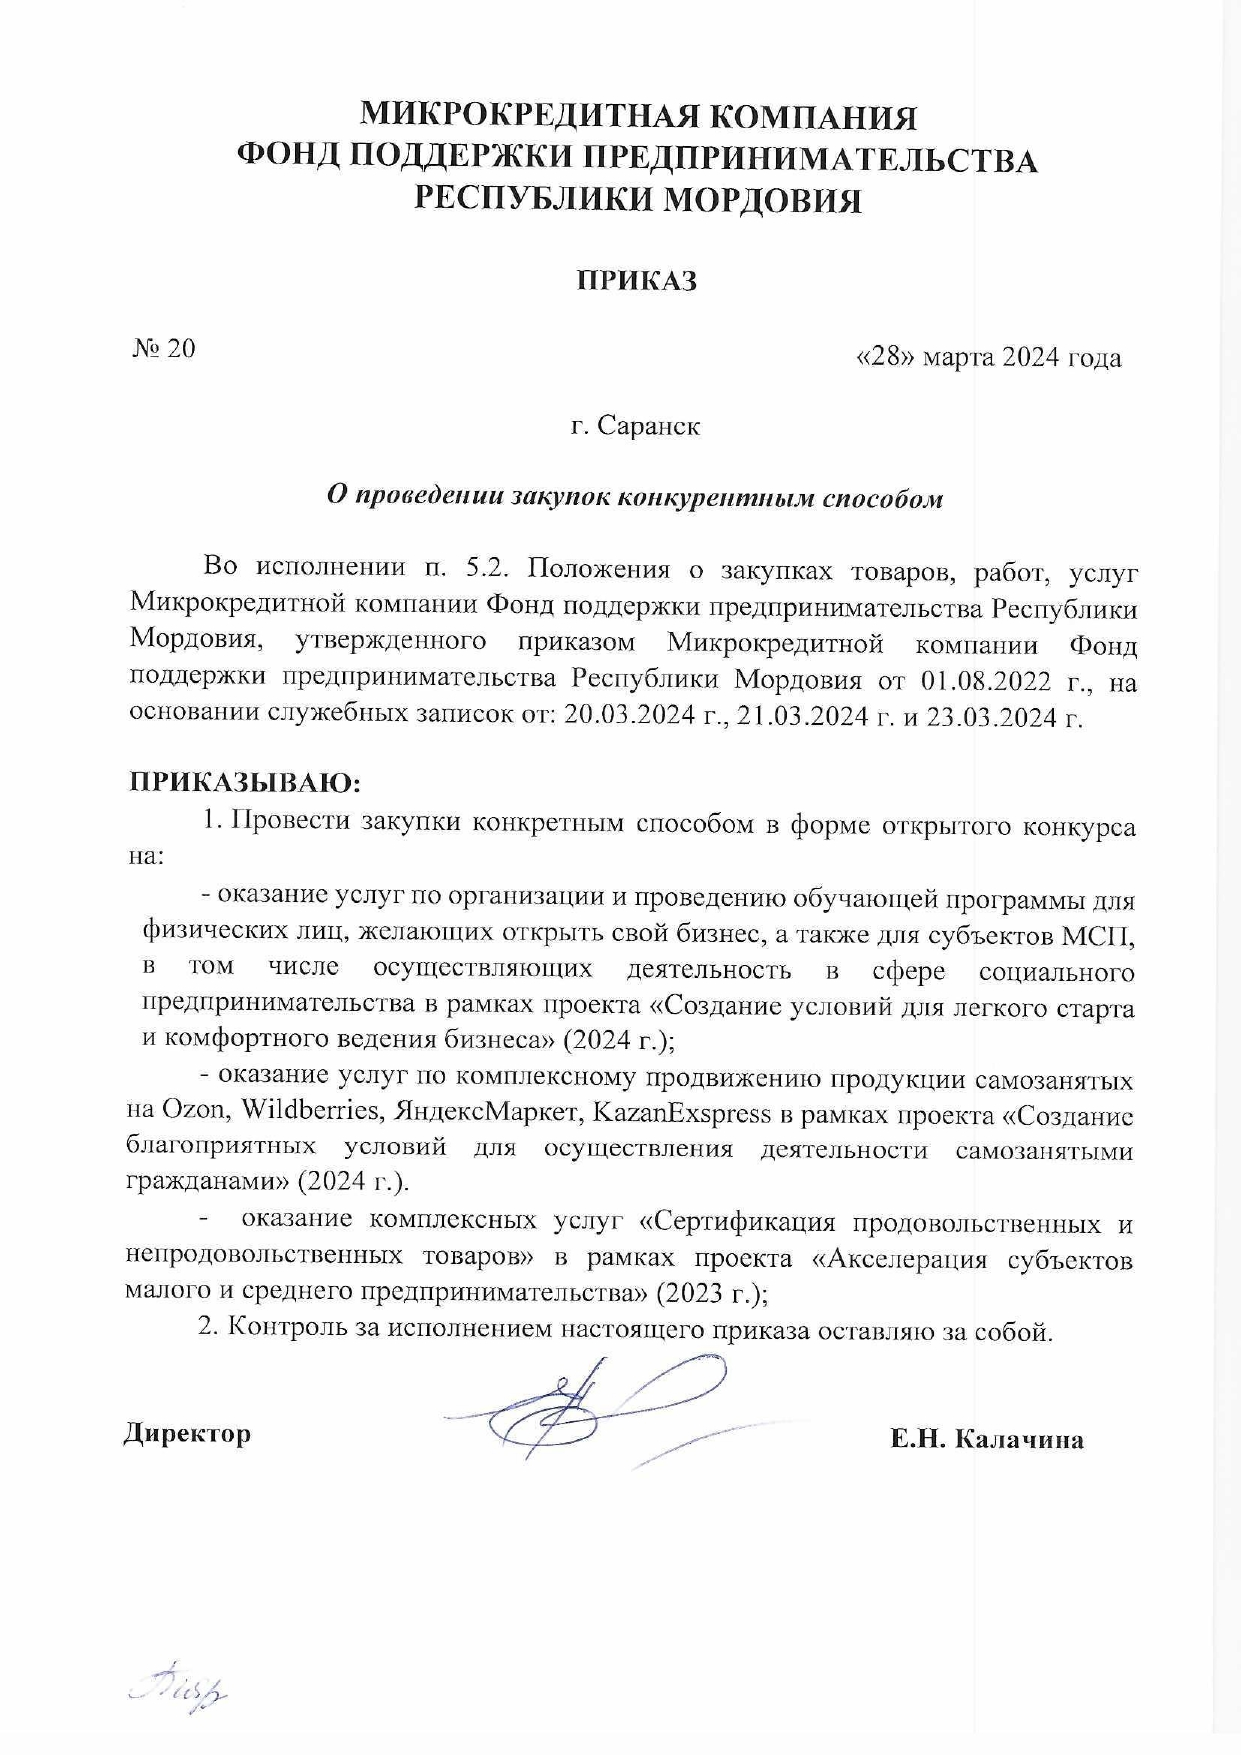 МИКРОКРЕДИТНАЯ КОМПАНИЯ
ФОНД ПОДДЕРЖКИ ПРЕДПРИНИМАТЕЛЬСТВА
РЕСПУБЛИКИ МОРДОВИЯ
ПРИКАЗ
№ 20
«28» марта 2024 года
г. Саранск
О проведении закупок конкурентным способом
Во исполнении п. 5.2. Положения о закупках товаров, работ, услуг
Микрокредитной компании Фонд поддержки предпринимательства Республики
Мордовия, утвержденного приказом Микрокредитной компании Фонд
поддержки предпринимательства Республики Мордовия от 01.08.2022 г., на
основании служебных записок от: 20.03.2024 г., 21.03.2024 г. и 23.03.2024 г.
ПРИКАЗЫВАЮ:
1. Провести закупки конкретным способом в форме открытого конкурса
на:
- оказание услуг по организации и проведению обучающей программы для
физических лиц, желающих открыть свой бизнес, а также для субъектов МСП,
в том числе осуществляющих деятельность в сфере социального
предпринимательства в рамках проекта «Создание условий для легкого старта
и комфортного ведения бизнеса» (2024 г.);
- оказание услуг по комплексному продвижению продукции самозанятых
на Ozon, Wildberries, ЯндексМаркет, KazanExspress в рамках проекта «Создание
благоприятных условий для осуществления деятельности самозанятыми
гражданами» (2024 г.).
- оказание комплексных услуг «Сертификация продовольственных и
непродовольственных товаров» в рамках проекта «Акселерация субъектов
малого и среднего предпринимательства» (2023 г.);
2. Контроль за исполнением настоящего приказа оставляю за собой.
Директор
Е.Н. Калачина